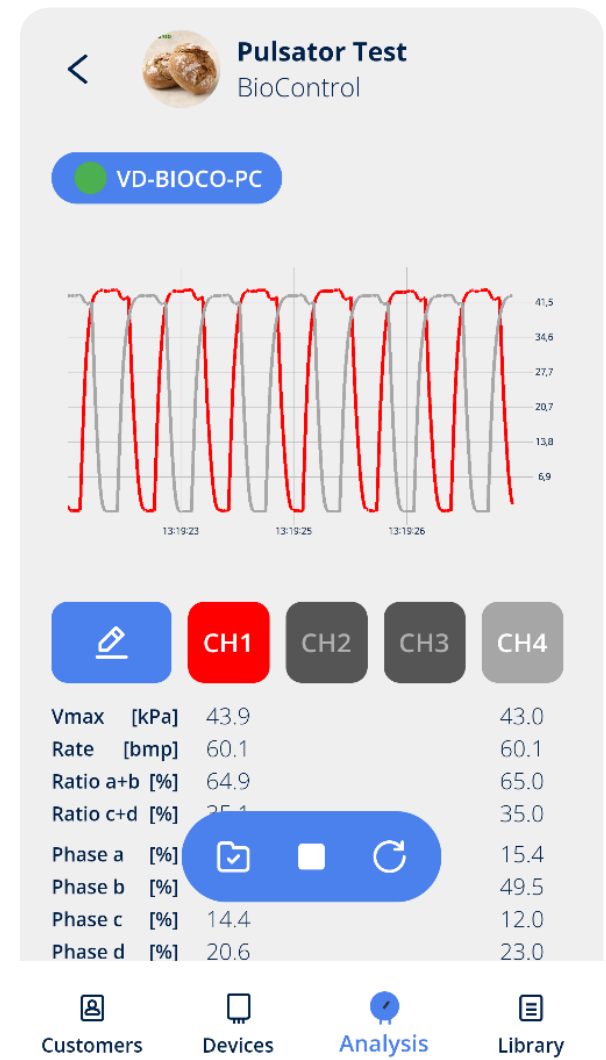 Pulsator Test
BioControl
VD-BIOCO-PC
41,5
34,6
27,7
20,7
13,8
6,9
13:19:23 13:19:25 13:19:26
CH1 CH2 CH3 CH4
Vmax [kPa] 43.9 43.0
Rate [bmp] 60.1 60.1
Ratio a+b [%] 64.9 65.0
Ratio c+d [%] 35.0
Phase a [%] 15.4
Phase b [%] 49.5
Phase c [%] 14.4 12.0
Phase d [%] 20.6 23.0
Customers Devices Analysis Library